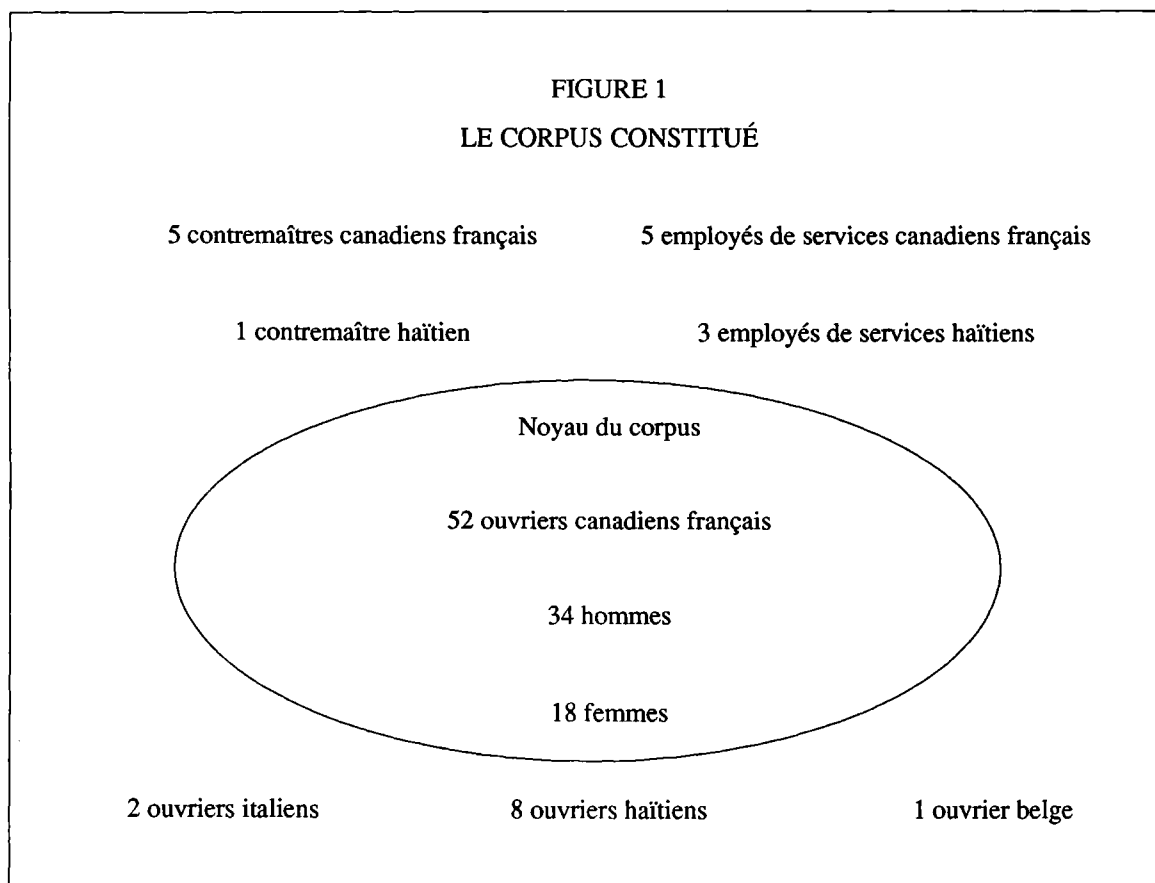 FIGURE 1
LE CORPUS CONSTITUÉ
5 contremaîtres canadiens français 5 employés de services canadiens français
1 contremaître haïtien 3 employés de services haïtiens
Noyau du corpus
52 ouvriers canadiens français
34 hommes
18 femmes
2 ouvriers italiens 8 ouvriers haïtiens 1 ouvrier belge